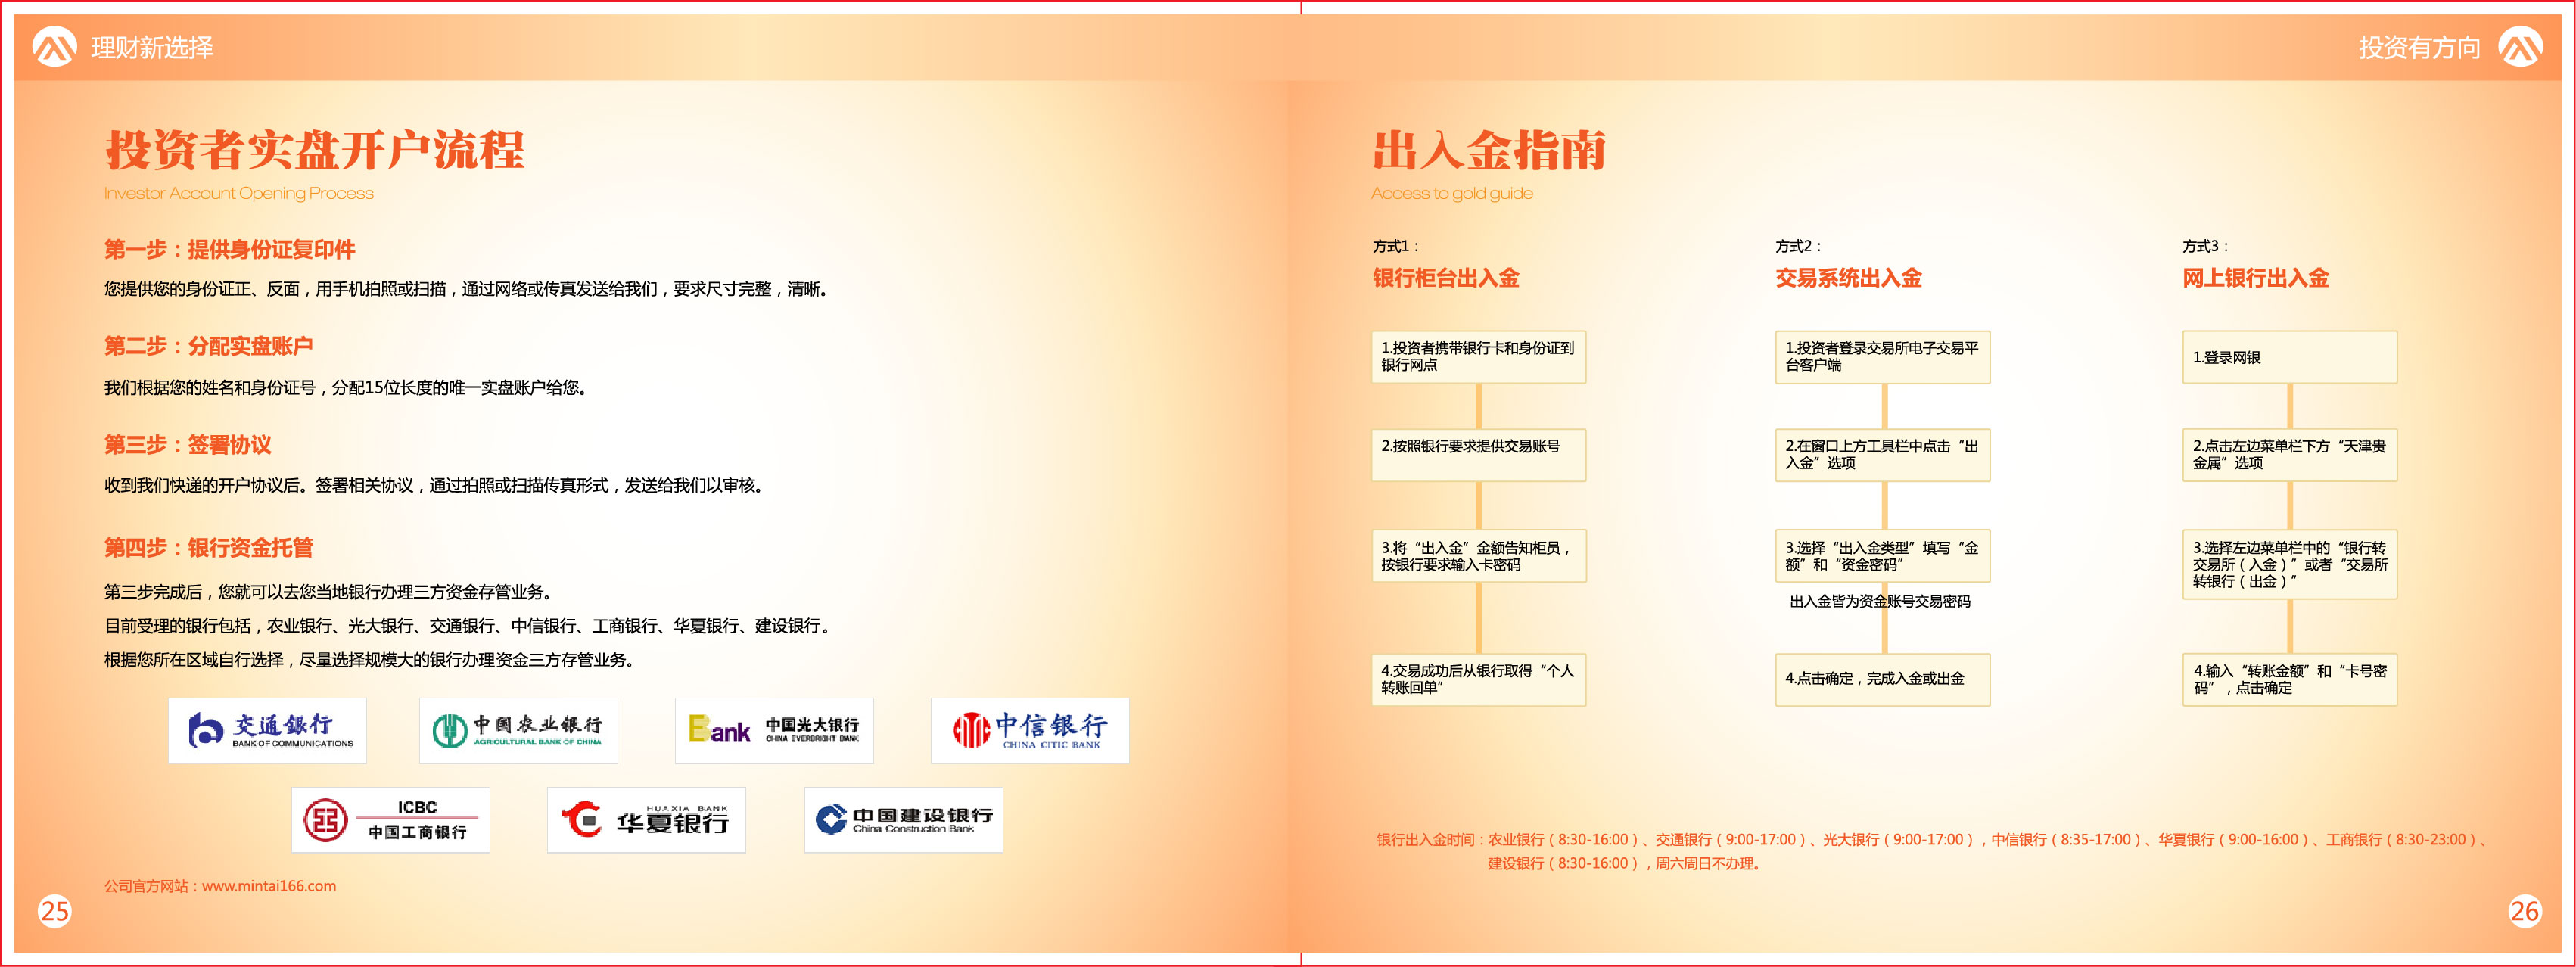 理财新选择
投资者实盘开户流程
Investor Account Opening Process
第一步：提供身份证复印件
您提供您的身份证正、反面，用手机拍照或扫描，通过网络或传真发送给我们，要求尺寸完整，清晰。
第二步：分配实盘账户
我们根据您的姓名和身份证号，分配15位长度的唯一实盘账户给您。
第三步：签署协议
收到我们快递的开户协议后。签署相关协议，通过拍照或扫描传真形式，发送给我们以审核。
第四步：银行资金托管
第三步完成后，您就可以去您当地银行办理三方资金存管业务。
目前受理的银行包括，农业银行、光大银行、交通银行、中信银行、工商银行、华夏银行、建设银行。
根据您所在区域自行选择，尽量选择规模大的银行办理资金三方存管业务。
交通銀行
BANK OF COMMUNICATIONS
中国农业银行
AGRICULTURAL BANK OF CHINA
Bank
中国光大银行
CHINA EVERBRIGHT BANK
中信银行
CHINA CITIC BANK
ICBC
中国工商银行
HUAXIA BANK
华夏银行
中国建设银行
China Construction Bank
公司官方网站：www.mintai166.com
25
投资有方向
出入金指南
Access to gold guide
方式1：
银行柜台出入金
1.投资者携带银行卡和身份证到
银行网点
2.按照银行要求提供交易账号
3.将“出入金”金额告知柜员，
按银行要求输入卡密码
4.交易成功后从银行取得“个人
转账回单”
方式2：
交易系统出入金
1.投资者登录交易所电子交易平
台客户端
2.在窗口上方工具栏中点击“出
入金”选项
3.选择“出入金类型”填写“金
额”和“资金密码”
出入金皆为资金账号交易密码
4.点击确定，完成入金或出金
方式3：
网上银行出入金
1.登录网银
2.点击左边菜单栏下方“天津贵
金属”选项
3.选择左边菜单栏中的“银行转
交易所（入金）”或者“交易所
转银行（出金）”
4.输入“转账金额”和“卡号密
码”，点击确定
银行出入金时间：农业银行（8:30-16:00）、交通银行（9:00-17:00）、光大银行（9:00-17:00），中信银行（8:35-17:00）、华夏银行（9:00-16:00）、工商银行（8:30-23:00）、
建设银行（8:30-16:00），周六周日不办理。
26